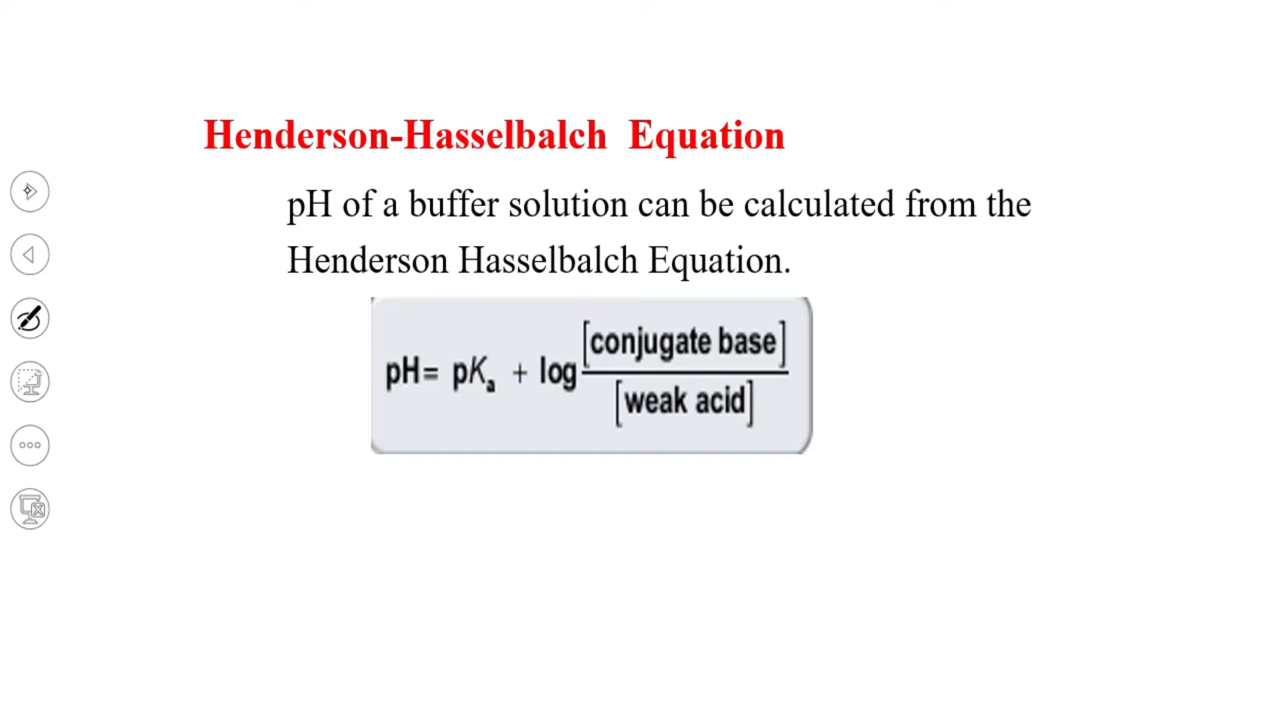 Henderson-Hasselbalch Equation
pH of a buffer solution can be calculated from the
Henderson Hasselbalch Equation.
pH= pKₐ + log [conjugate base] / [weak acid]